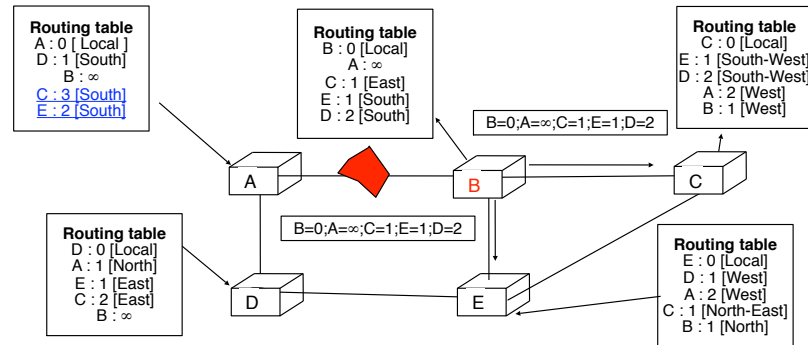 Routing table
A : 0 [ Local ]
D : 1 [South]
B : ∞
C : 3 [South]
E : 2 [South]
Routing table
B : 0 [Local]
A : ∞
C : 1 [East]
E : 1 [South]
D : 2 [South]
Routing table
C : 0 [Local]
E : 1 [South-West]
D : 2 [South-West]
A : 2 [West]
B : 1 [West]
B=0;A=∞;C=1;E=1;D=2
A
B
C
B=0;A=∞;C=1;E=1;D=2
Routing table
D : 0 [Local]
A : 1 [North]
E : 1 [East]
C : 2 [East]
B : ∞
D
E
Routing table
E : 0 [Local]
D : 1 [West]
A : 2 [West]
C : 1 [North-East]
B : 1 [North]